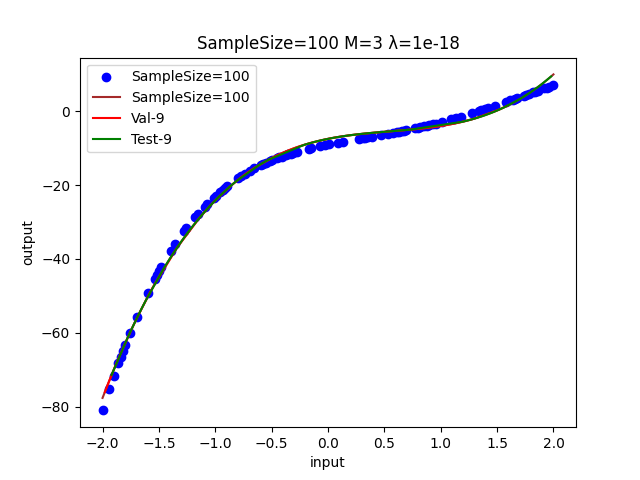 SampleSize=100 M=3 λ=1e-18
SampleSize=100
SampleSize=100
Val-9
Test-9
output
0
−20
−40
−60
−80
−2.0 −1.5 −1.0 −0.5 0.0 0.5 1.0 1.5 2.0
input